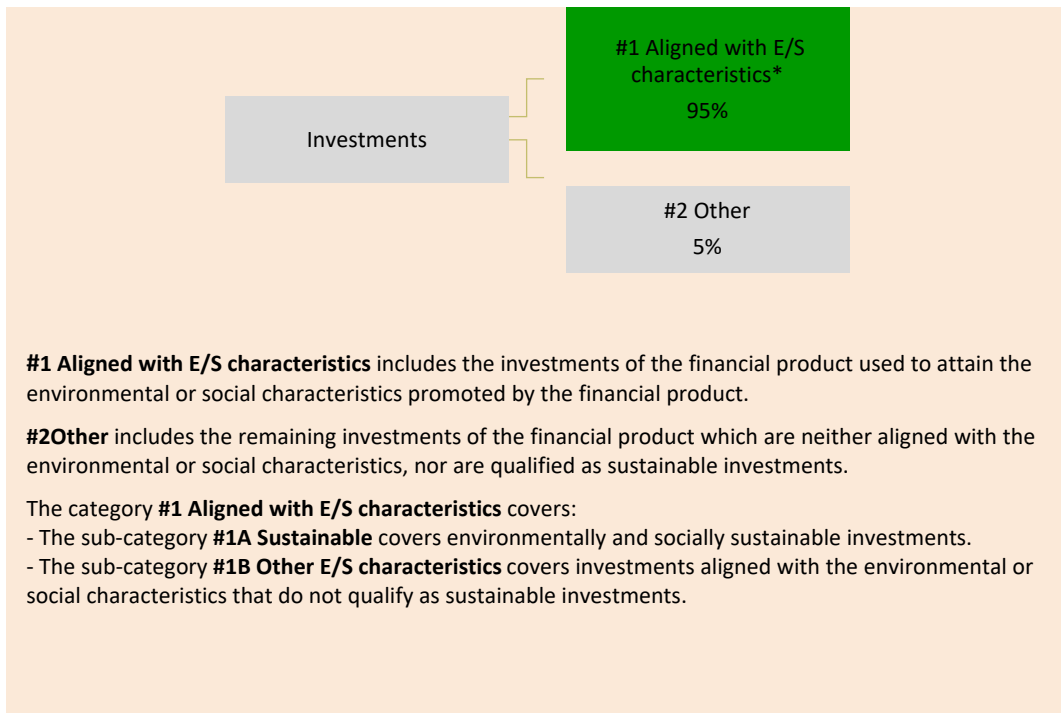 #1 Aligned with E/S
characteristics*
95%
Investments
#2 Other
5%
#1 Aligned with E/S characteristics includes the investments of the financial product used to attain the
environmental or social characteristics promoted by the financial product.
#2Other includes the remaining investments of the financial product which are neither aligned with the
environmental or social characteristics, nor are qualified as sustainable investments.
The category #1 Aligned with E/S characteristics covers:
- The sub-category #1A Sustainable covers environmentally and socially sustainable investments.
- The sub-category #1B Other E/S characteristics covers investments aligned with the environmental or
social characteristics that do not qualify as sustainable investments.